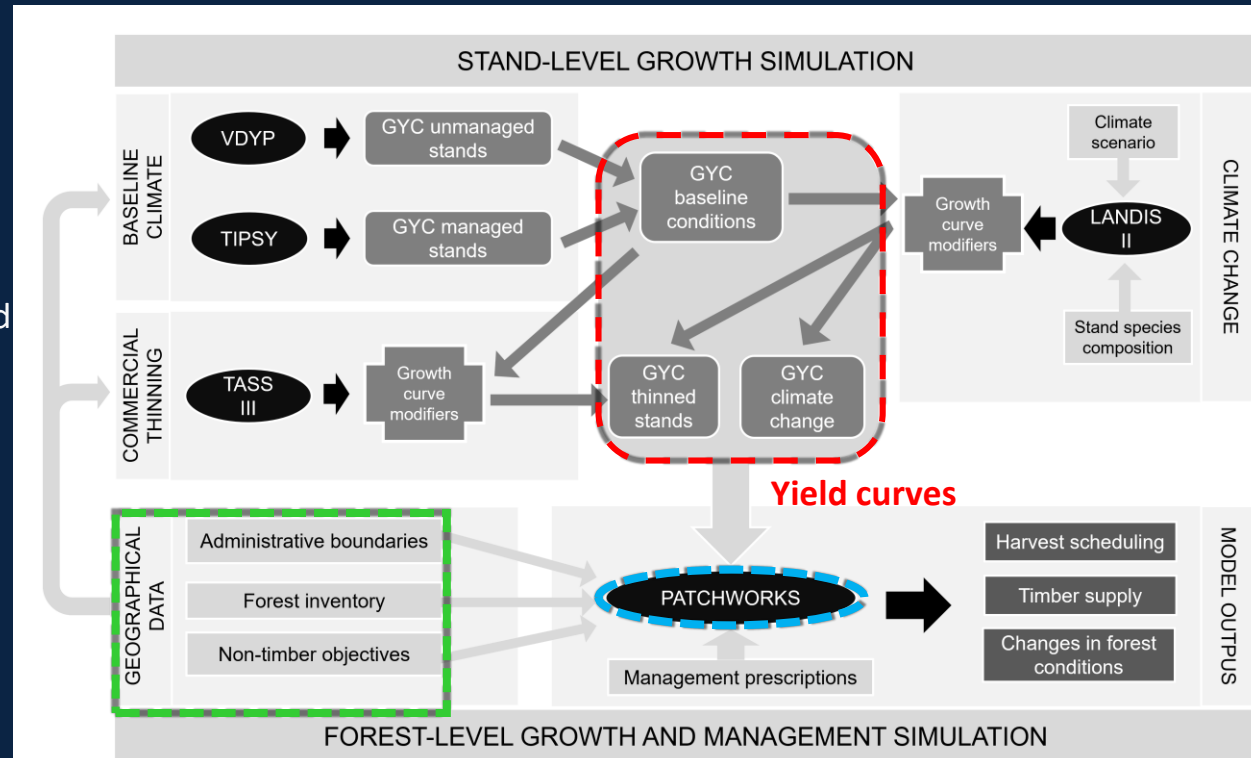 STAND-LEVEL GROWTH SIMULATION
BASELINE
CLIMATE
VDYP
GYC unmanaged
stands
TIPSY
GYC managed
stands
GYC
baseline
conditions
Growth
curve
modifiers
Climate
scenario
LANDIS
II
Stand species
composition
CLIMATE CHANGE
d
COMMERCIAL
THINNING
TASS
III
Growth
curve
modifiers
GYC
thinned
stands
GYC
climate
change
Yield curves
GEOGRAPHICAL
DATA
Administrative boundaries
Forest inventory
Non-timber objectives
PATCHWORKS
Management prescriptions
Harvest scheduling
Timber supply
Changes in forest
conditions
MODEL OUTPUS
FOREST-LEVEL GROWTH AND MANAGEMENT SIMULATION